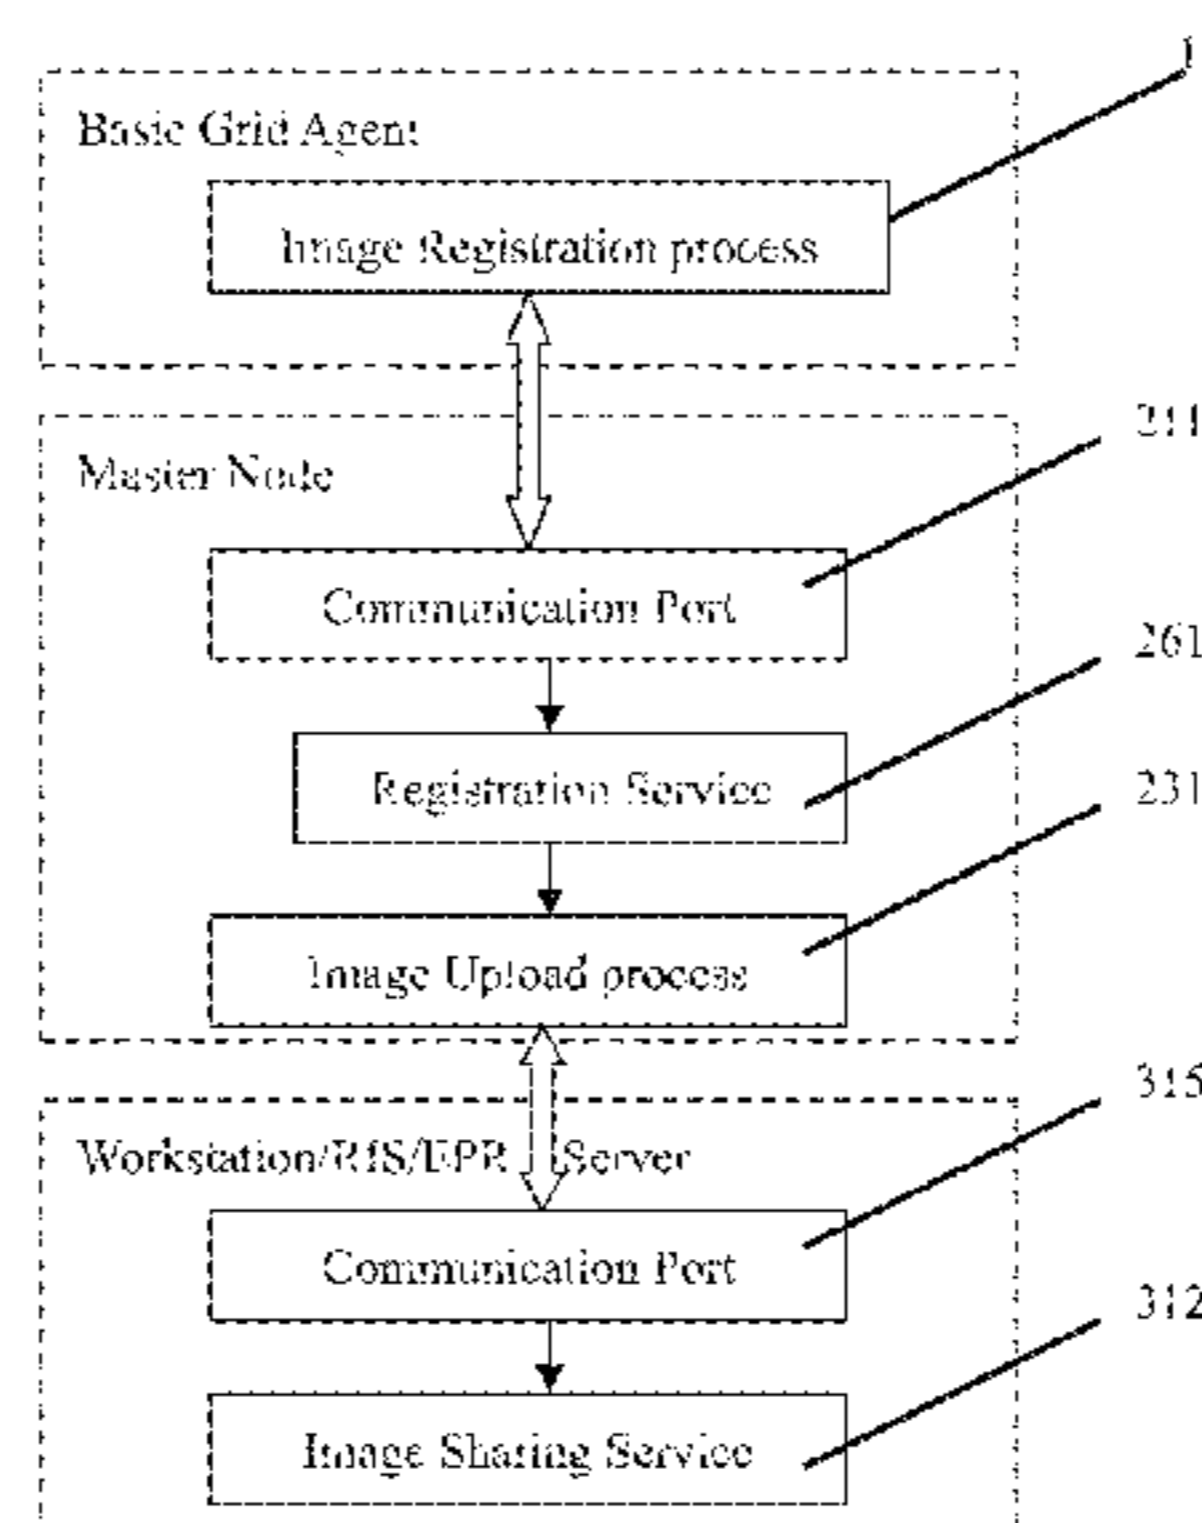 Basic Grid Agent
Image Registration process
Master Node
211
Communication Port
261
Registration Service
231
Image Upload process
315
Workstation/RIS/EPR Server
Communication Port
312
Image Sharing Service